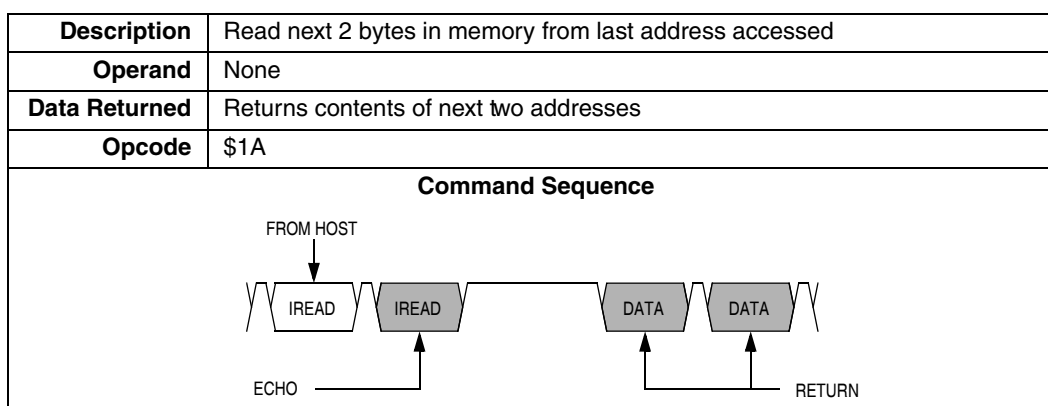 Description Read next 2 bytes in memory from last address accessed
Operand None
Data Returned Returns contents of next two addresses
Opcode $1A
Command Sequence
FROM HOST
IREAD IREAD DATA DATA
ECHO RETURN